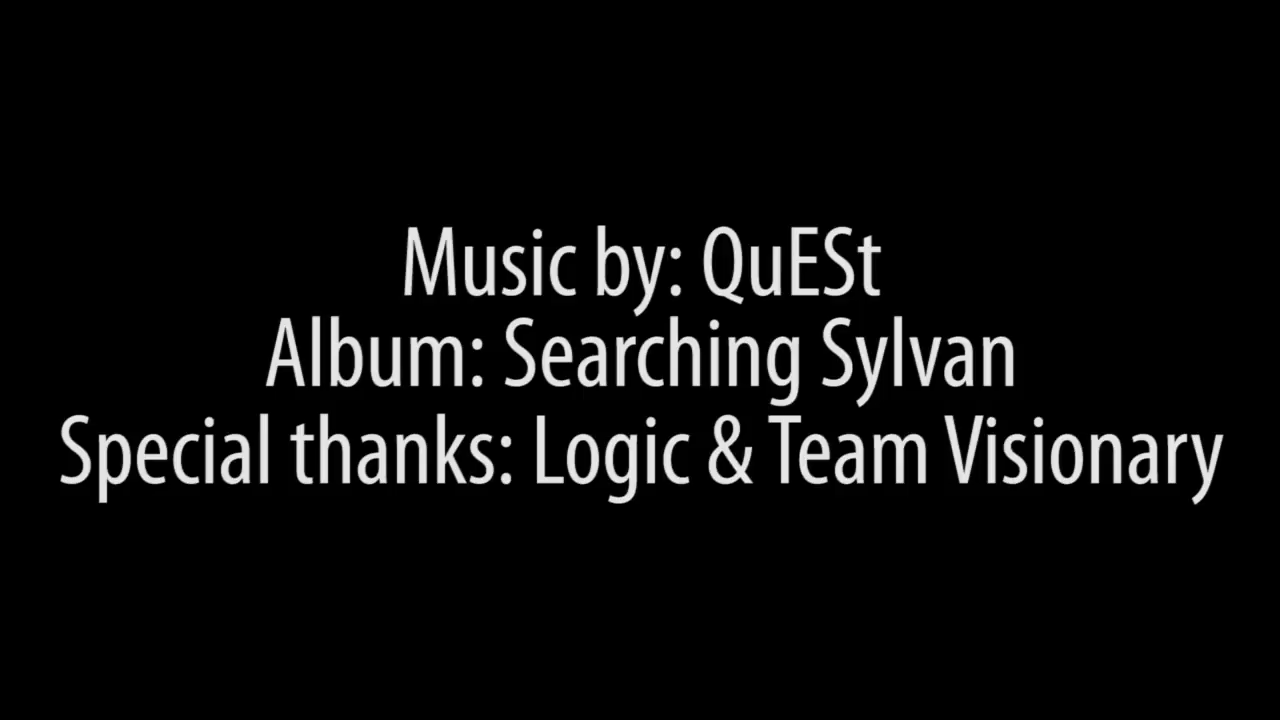 Music by: QuESt
Album: Searching Sylvan
Special thanks: Logic & Team Visionary